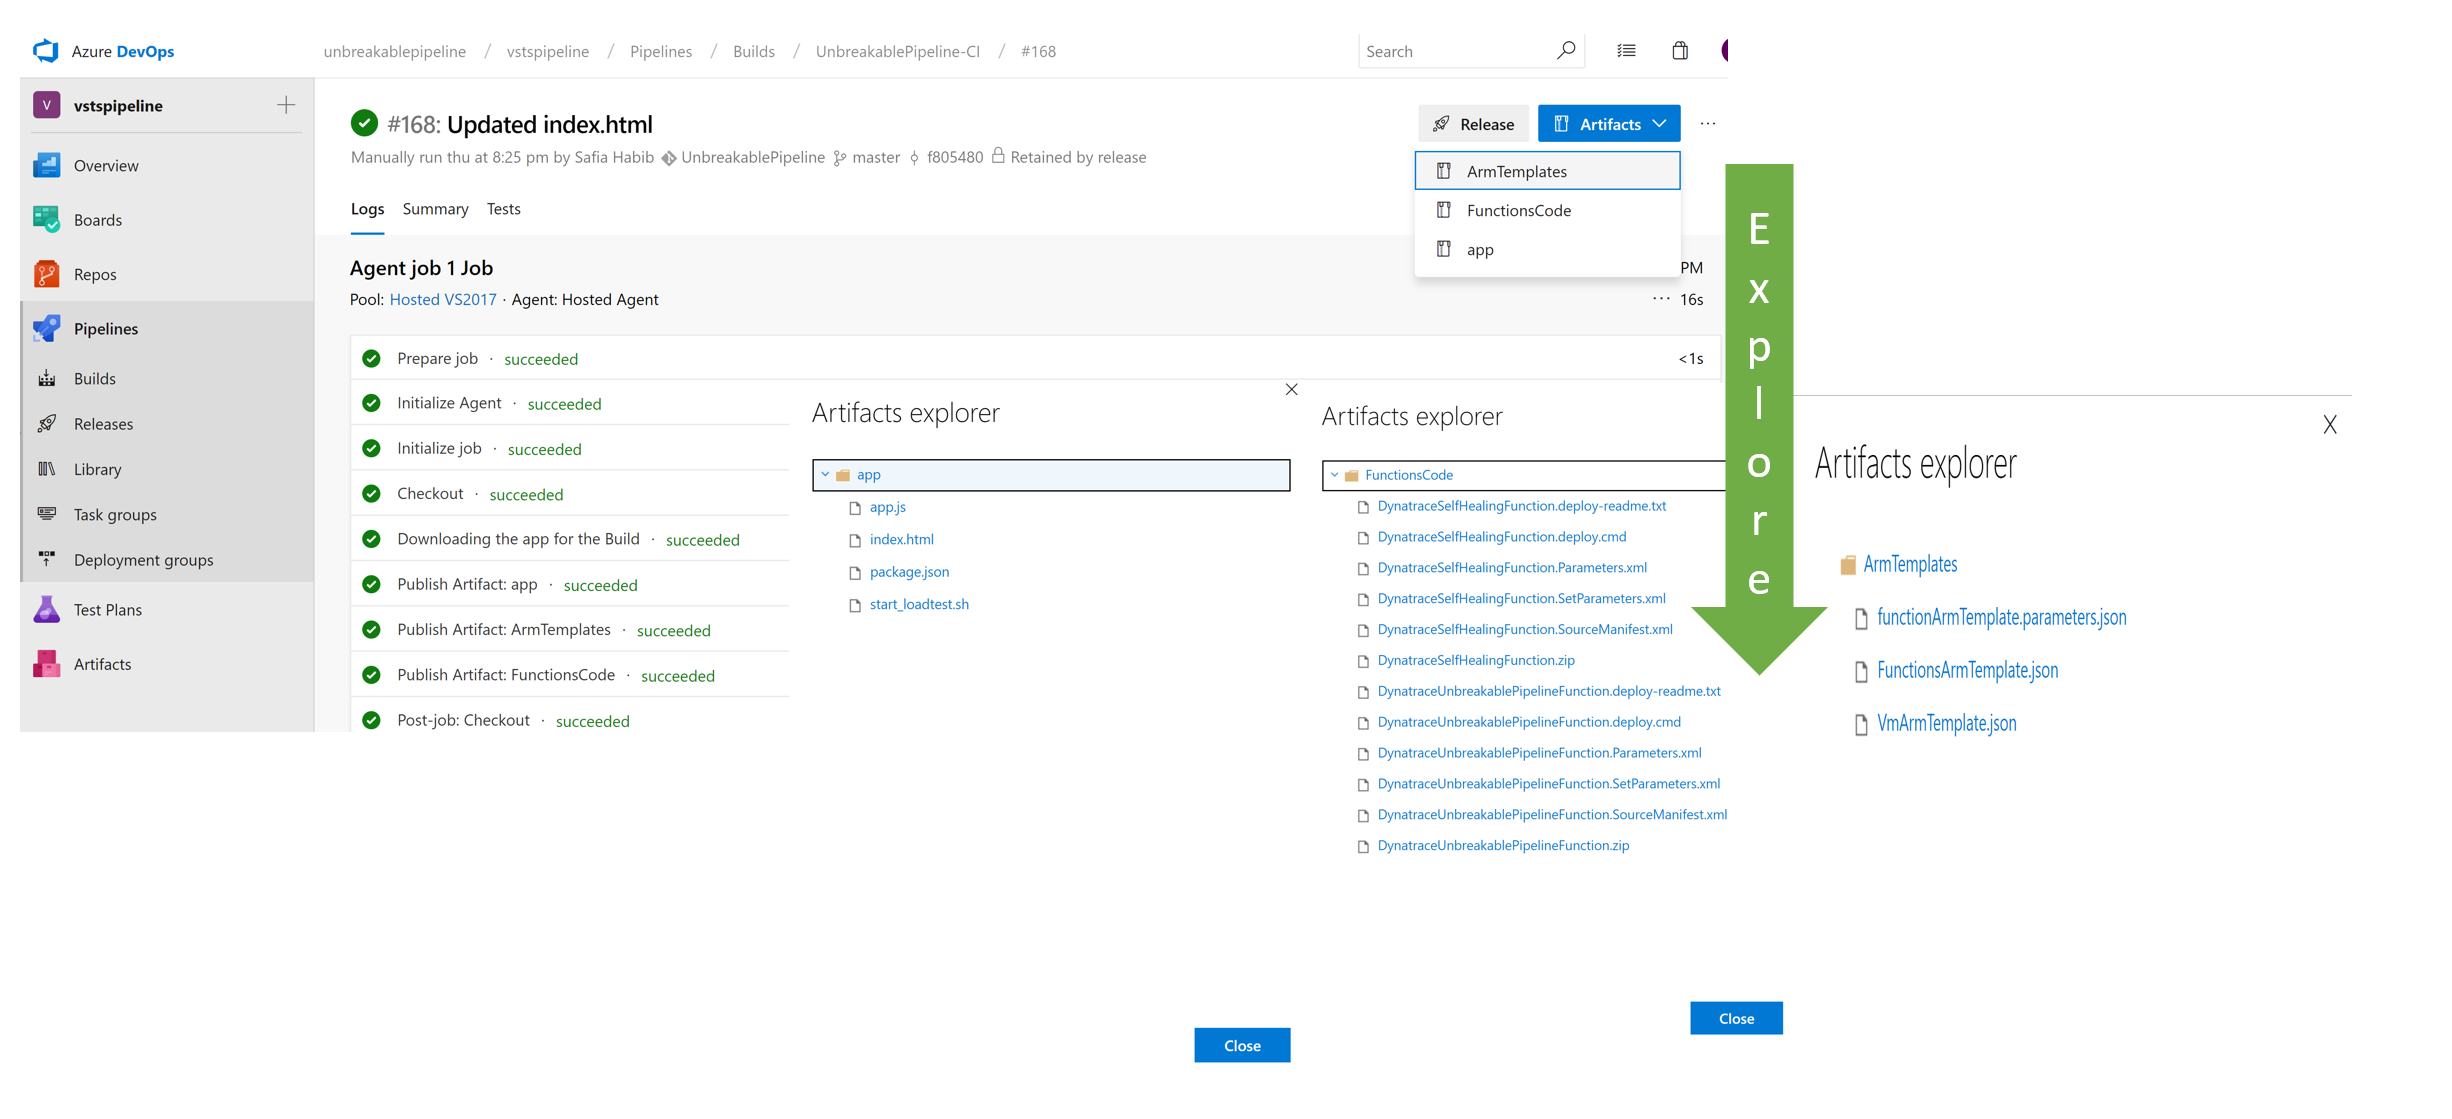 Azure DevOps
unbreakablepipeline / vstspipeline / Pipelines / Builds / UnbreakablePipeline-CI / #168
Search
V vstspipeline
Overview
Boards
Repos
Pipelines
Builds
Releases
Library
Task groups
Deployment groups
Test Plans
Artifacts
#168: Updated index.html
Manually run thu at 8:25 pm by Safia Habib UnbreakablePipeline master f805480 Retained by release
Release
Artifacts
...
ArmTemplates
FunctionsCode
app
Logs Summary Tests
Agent job 1 Job
PM
Pool: Hosted VS2017 · Agent: Hosted Agent
... 16s
Prepare job · succeeded
<1s
Initialize Agent · succeeded
Initialize job · succeeded
Checkout · succeeded
Downloading the app for the Build · succeeded
Publish Artifact: app · succeeded
Publish Artifact: ArmTemplates · succeeded
Publish Artifact: FunctionsCode · succeeded
Post-job: Checkout · succeeded
Artifacts explorer
app
app.js
index.html
package.json
start_loadtest.sh
Close
Artifacts explorer
FunctionsCode
DynatraceSelfHealingFunction.deploy-readme.txt
DynatraceSelfHealingFunction.deploy.cmd
DynatraceSelfHealingFunction.Parameters.xml
DynatraceSelfHealingFunction.SetParameters.xml
DynatraceSelfHealingFunction.SourceManifest.xml
DynatraceSelfHealingFunction.zip
DynatraceUnbreakablePipelineFunction.deploy-readme.txt
DynatraceUnbreakablePipelineFunction.deploy.cmd
DynatraceUnbreakablePipelineFunction.Parameters.xml
DynatraceUnbreakablePipelineFunction.SetParameters.xml
DynatraceUnbreakablePipelineFunction.SourceManifest.xml
DynatraceUnbreakablePipelineFunction.zip
Close
Explore
Artifacts explorer
ArmTemplates
functionArmTemplate.parameters.json
FunctionsArmTemplate.json
VmArmTemplate.json